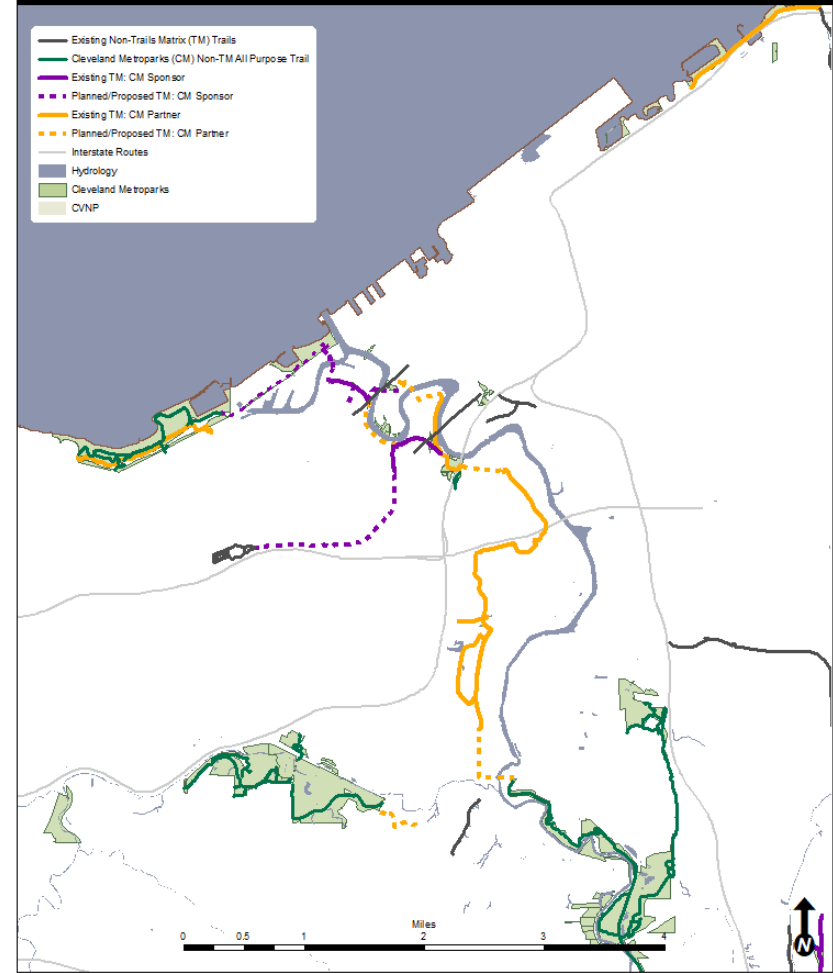 Existing Non-Trails Matrix (TM) Trails
Cleveland Metroparks (CM) Non-TM All Purpose Trail
Existing TM: CM Sponsor
Planned/Proposed TM: CM Sponsor
Existing TM: CM Partner
Planned/Proposed TM: CM Partner
Interstate Routes
Hydrology
Cleveland Metroparks
CVNP
Miles
0 0.5 1 2 3 4
N